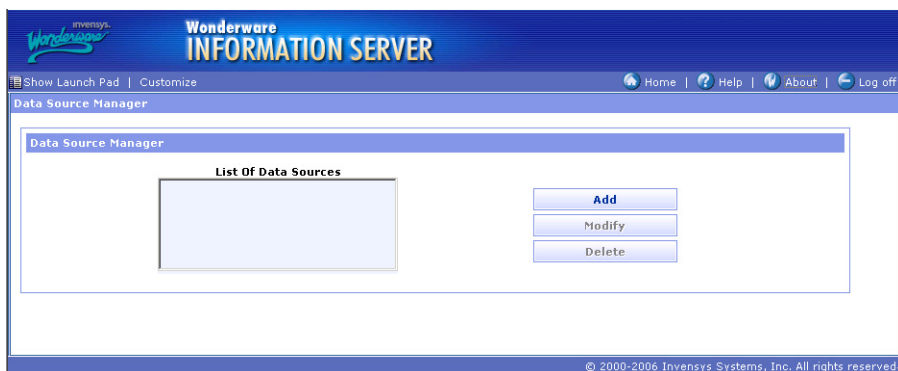 invensys.
Wonderware
Wonderware
INFORMATION SERVER
Show Launch Pad | Customize
Home | Help | About | Log off
Data Source Manager
Data Source Manager
List Of Data Sources
Add
Modify
Delete
© 2000-2006 Invensys Systems, Inc. All rights reserved